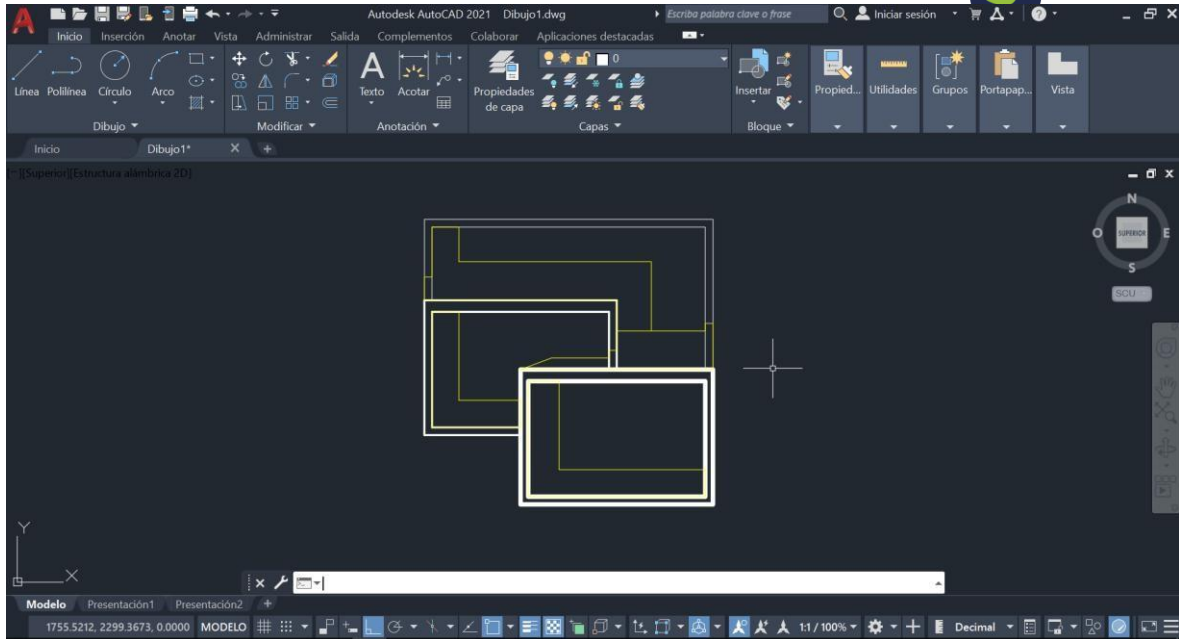 Autodesk AutoCAD 2021 Dibujo1.dwg Escriba palabra clave o frase Iniciar sesión
Inicio Inserción Anotar Vista Administrar Salida Complementos Colaborar Aplicaciones destacadas
0
Línea Polilínea Círculo Arco Texto Acotar Propiedades de capa Insertar Propied... Utilidades Grupos Portapap... Vista
Dibujo Modificar Anotación Capas Bloque
Inicio Dibujo1* X +
[−][Superior][Estructura alámbrica 2D]
N
O SUPERIOR E
S
SCU
Y
X
Modelo Presentación1 Presentación2 +
1755.5212, 2299.3673, 0.0000 MODELO 1:1 / 100% Decimal